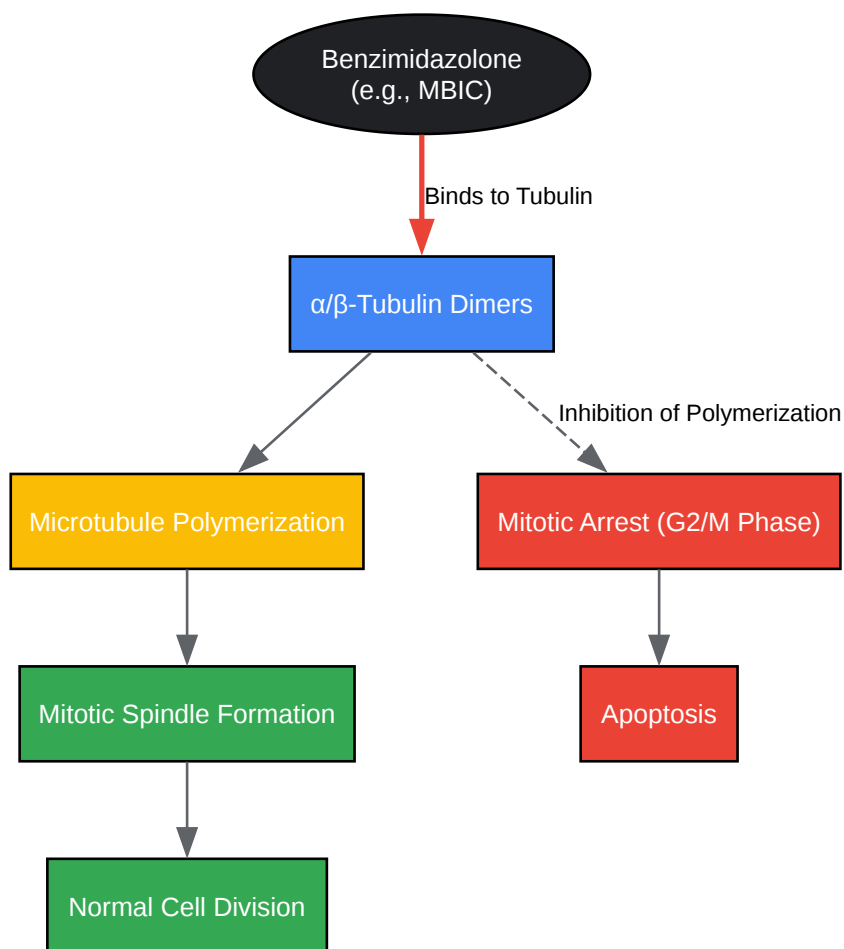 Benzimidazolone
(e.g., MBIC)
Binds to Tubulin
α/β-Tubulin Dimers
Inhibition of Polymerization
Microtubule Polymerization
Mitotic Arrest (G2/M Phase)
Mitotic Spindle Formation
Apoptosis
Normal Cell Division